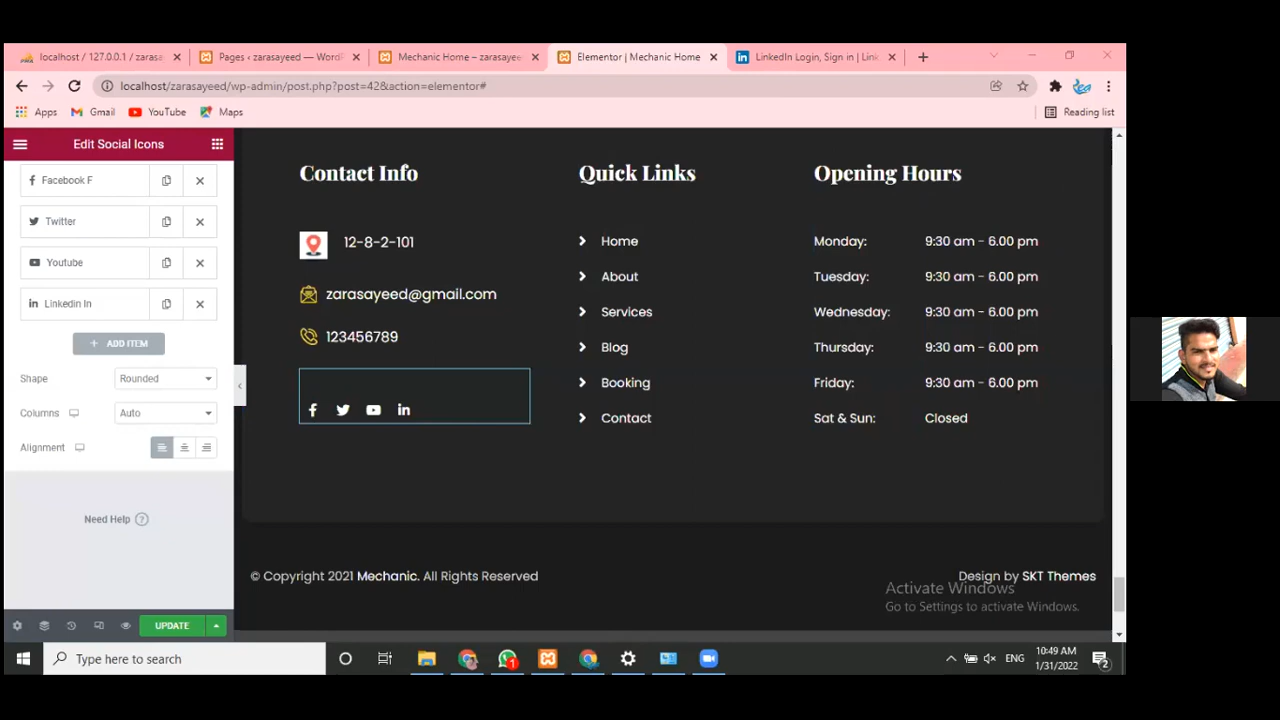 localhost / 127.0.0.1 / zarasa
Pages ‹ zarasayeed — WordP
Mechanic Home – zarasayee
Elementor | Mechanic Home
LinkedIn Login, Sign in | Link
localhost/zarasayeed/wp-admin/post.php?post=42&action=elementor#
Apps
Gmail
YouTube
Maps
Reading list
Edit Social Icons
Facebook F
Twitter
Youtube
Linkedin In
ADD ITEM
Shape
Rounded
Columns
Auto
Alignment
Need Help
UPDATE
Contact Info
12-8-2-101
zarasayeed@gmail.com
123456789
Quick Links
Home
About
Services
Blog
Booking
Contact
Opening Hours
Monday: 9:30 am - 6.00 pm
Tuesday: 9:30 am - 6.00 pm
Wednesday: 9:30 am - 6.00 pm
Thursday: 9:30 am - 6.00 pm
Friday: 9:30 am - 6.00 pm
Sat & Sun: Closed
© Copyright 2021 Mechanic. All Rights Reserved
Design by SKT Themes
Activate Windows
Go to Settings to activate Windows.
Type here to search
1
ENG
10:49 AM
1/31/2022
2